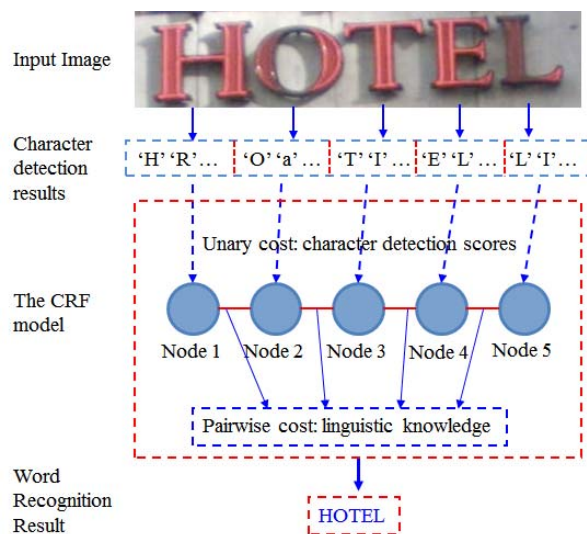 Input Image
HOTEL
Character
detection
results
‘H’ ‘R’… ‘O’ ‘a’… ‘T’ ‘I’… ‘E’ ‘L’ … ‘L’ ‘I’…
Unary cost: character detection scores
The CRF
model
Node 1 Node 2 Node 3 Node 4 Node 5
Pairwise cost: linguistic knowledge
Word
Recognition
Result
HOTEL